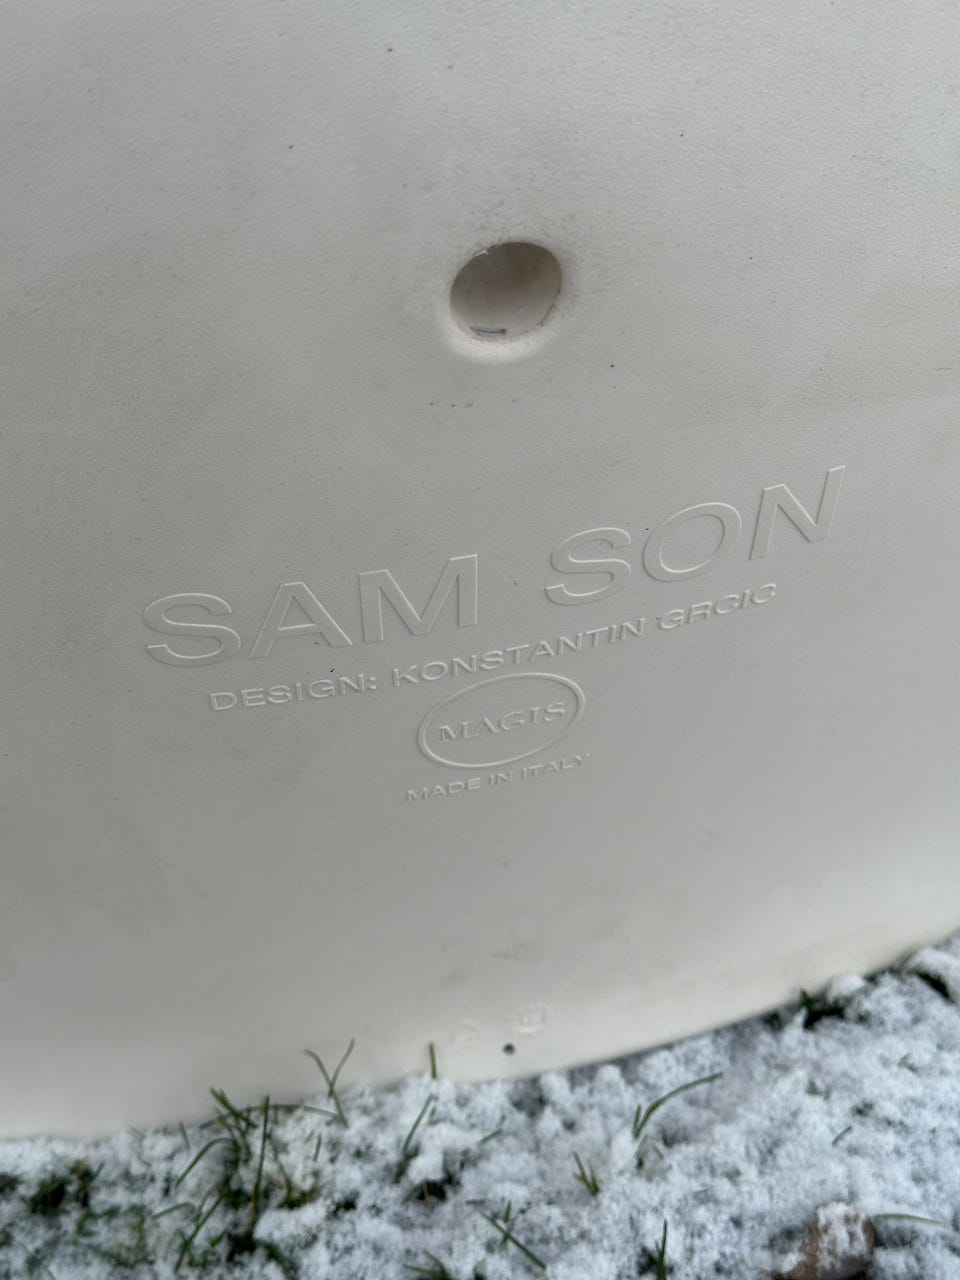 SAM SON
DESIGN: KONSTANTIN GRCIC
MAGIS
MADE IN ITALY